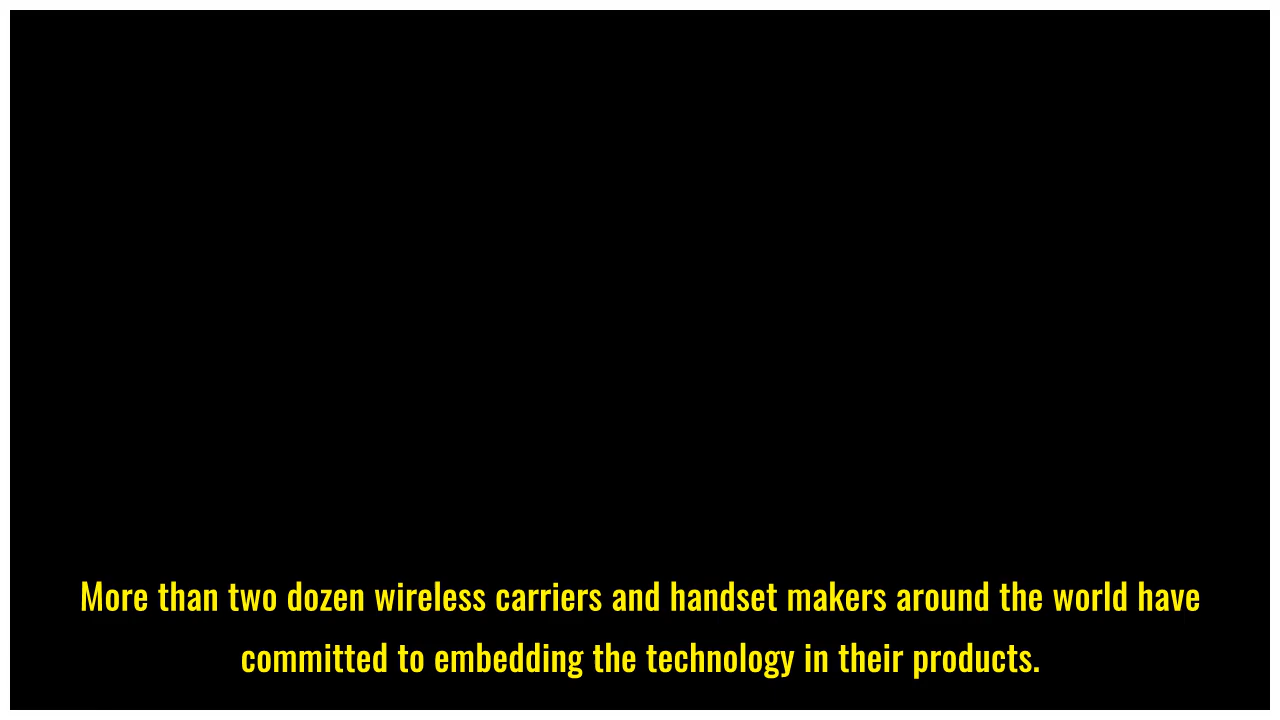 More than two dozen wireless carriers and handset makers around the world have
committed to embedding the technology in their products.